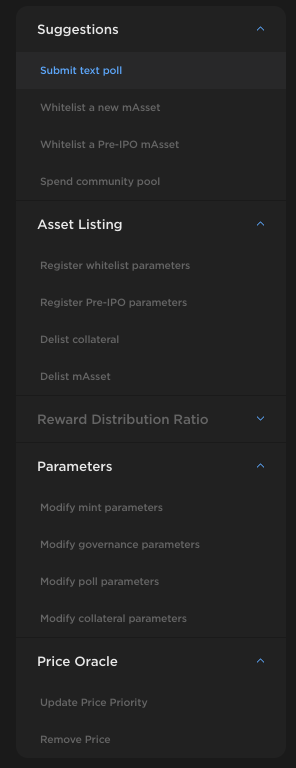 Suggestions
Submit text poll
Whitelist a new mAsset
Whitelist a Pre-IPO mAsset
Spend community pool
Asset Listing
Register whitelist parameters
Register Pre-IPO parameters
Delist collateral
Delist mAsset
Reward Distribution Ratio
Parameters
Modify mint parameters
Modify governance parameters
Modify poll parameters
Modify collateral parameters
Price Oracle
Update Price Priority
Remove Price